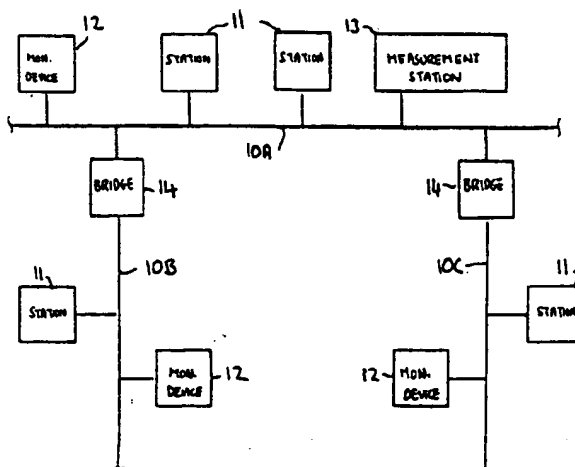 12
11
13
MON.
DEVICE
STATION
STATION
MEASUREMENT
STATION
10A
BRIDGE
14
14
BRIDGE
11
10B
10C
11
STATION
STATION
MON.
DEVICE
12
12
MON.
DEVICE